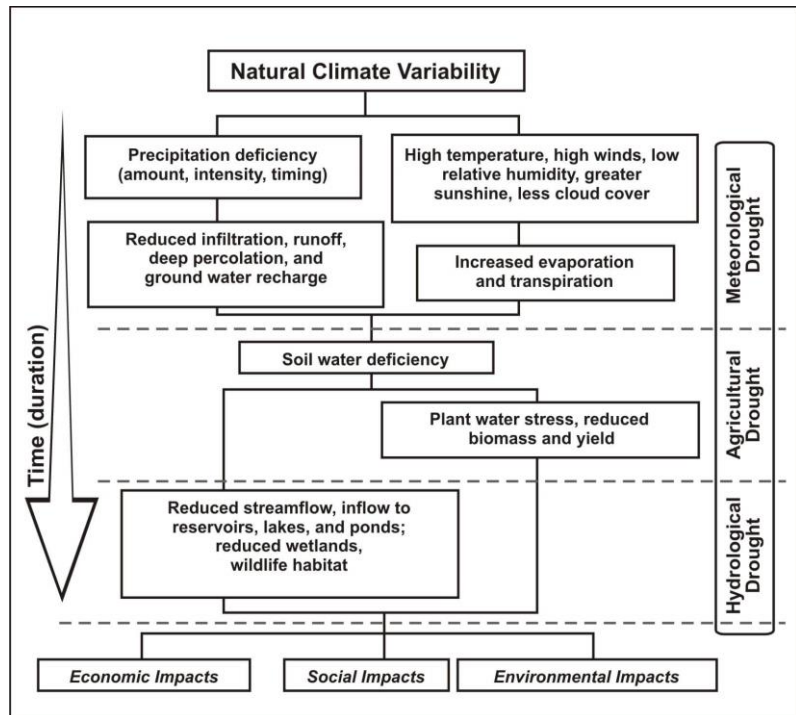 Natural Climate Variability
Precipitation deficiency
(amount, intensity, timing)
High temperature, high winds, low
relative humidity, greater
sunshine, less cloud cover
Reduced infiltration, runoff,
deep percolation, and
ground water recharge
Increased evaporation
and transpiration
Meteorological
Drought
Time (duration)
Soil water deficiency
Plant water stress, reduced
biomass and yield
Agricultural
Drought
Reduced streamflow, inflow to
reservoirs, lakes, and ponds;
reduced wetlands,
wildlife habitat
Hydrological
Drought
Economic Impacts
Social Impacts
Environmental Impacts